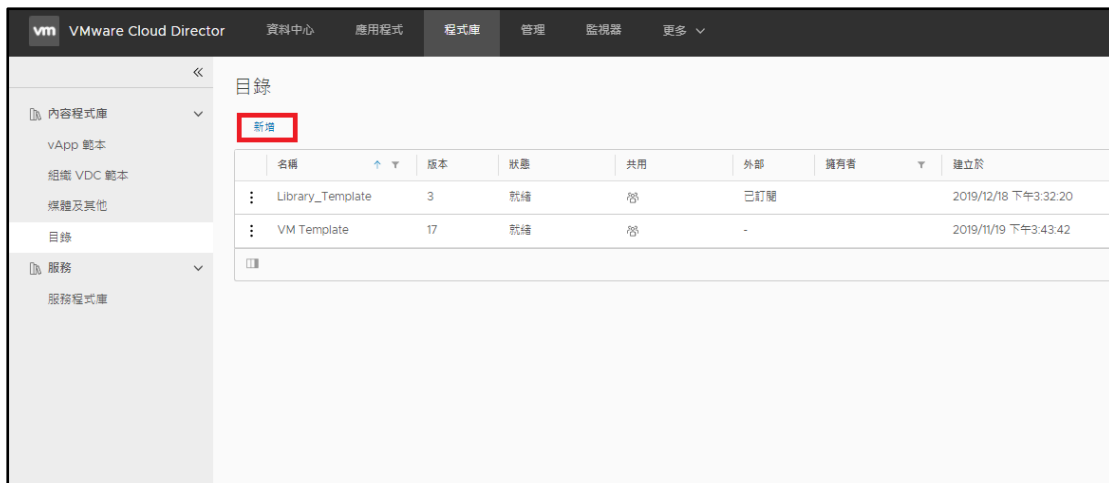 vm VMware Cloud Director 資料中心 應用程式 程式庫 管理 監視器 更多
目錄
內容程式庫
新增
vApp 範本
名稱 版本 狀態 共用 外部 擁有者 建立於
組織 VDC 範本
Library_Template 3 就緒 已訂閱 2019/12/18 下午3:32:20
媒體及其他
VM Template 17 就緒 - 2019/11/19 下午3:43:42
目錄
服務
服務程式庫